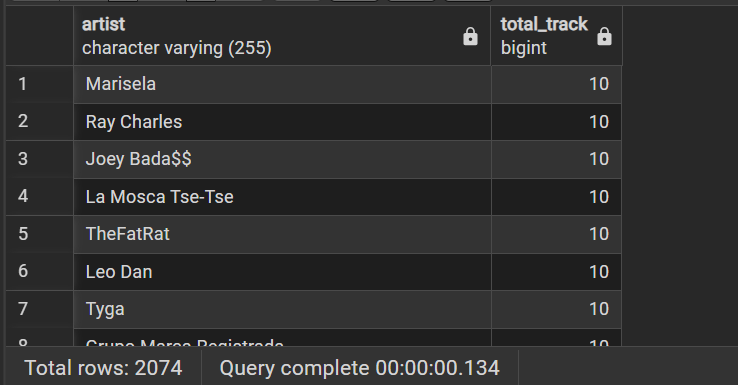 artist total_track
character varying (255) bigint
1 Marisela 10
2 Ray Charles 10
3 Joey Bada$$ 10
4 La Mosca Tse-Tse 10
5 TheFatRat 10
6 Leo Dan 10
7 Tyga 10
8 Grupo Marca Registrada 10
Total rows: 2074 Query complete 00:00:00.134